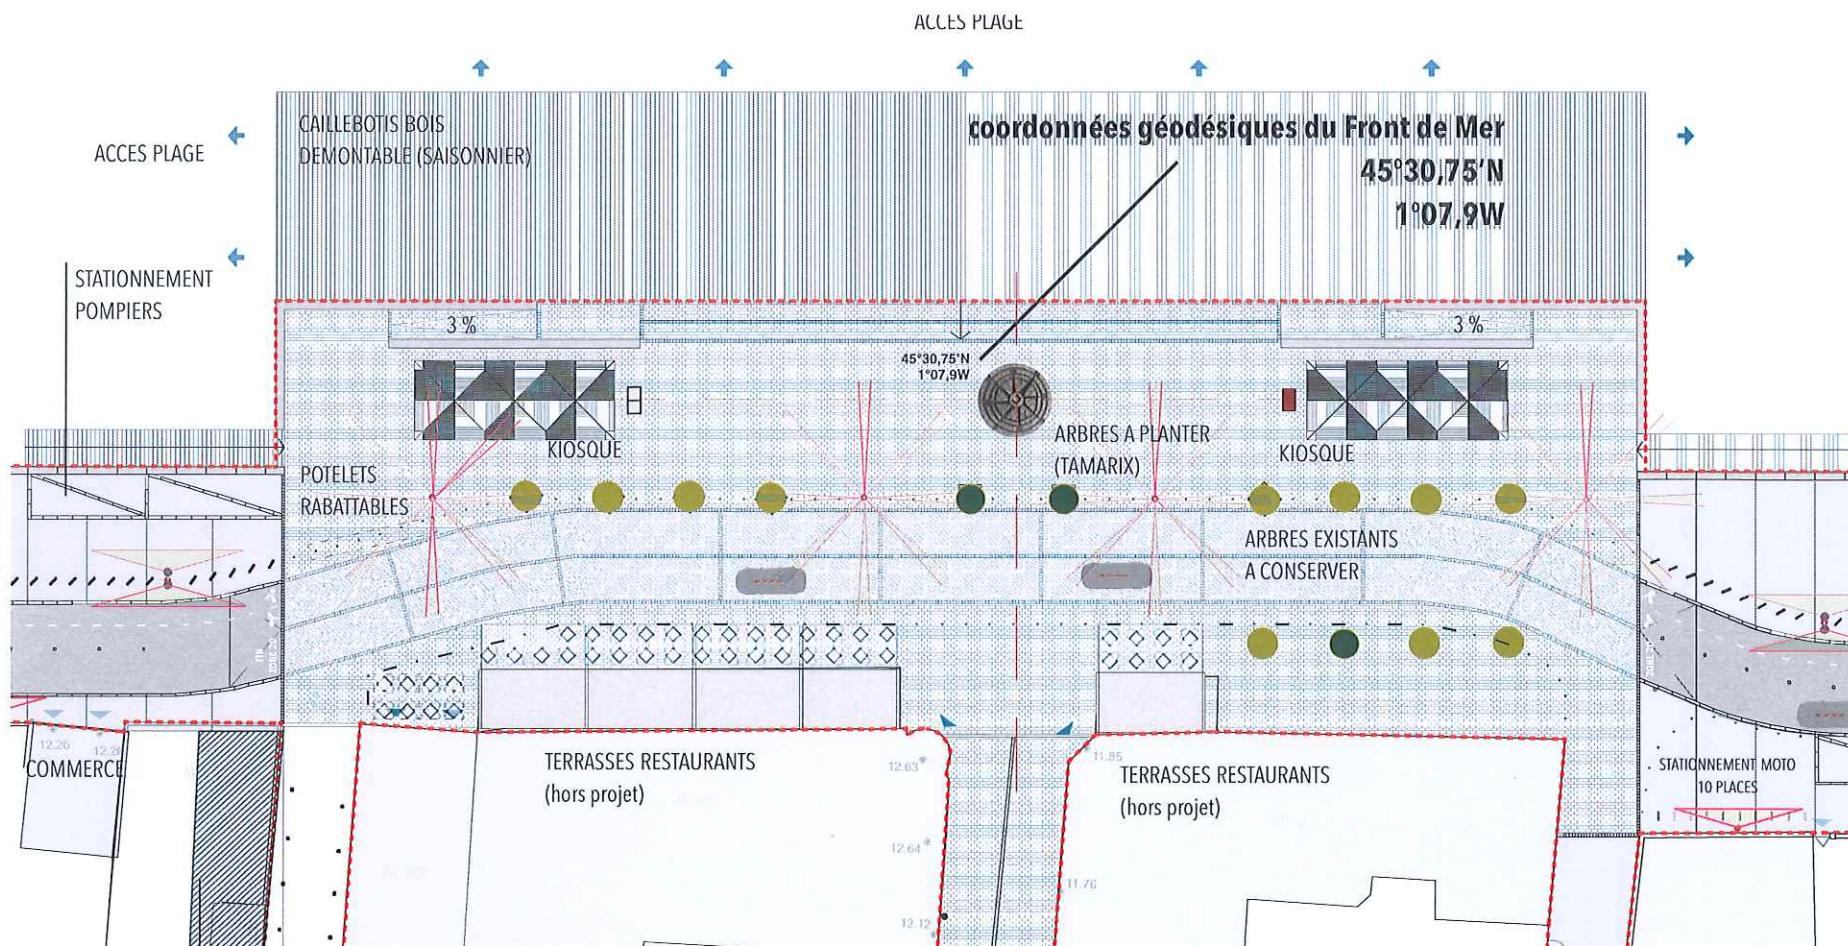 ACCES PLAGE
CAILLEBOTIS BOIS
DEMONTABLE (SAISONNIER)
coordonnées géodésiques du Front de Mer
45°30,75'N
1°07,9W
ACCES PLAGE
STATIONNEMENT
POMPIERS
3 %
3 %
45°30,75'N
1°07,9W
KIOSQUE
ARBRES A PLANTER
(TAMARIX)
KIOSQUE
POTELETS
RABATTABLES
ARBRES EXISTANTS
A CONSERVER
12.26
12.26
COMMERCE
TERRASSES RESTAURANTS
(hors projet)
12.63
11.85
TERRASSES RESTAURANTS
(hors projet)
STATIONNEMENT MOTO
10 PLACES
12.64
11.76
12.12